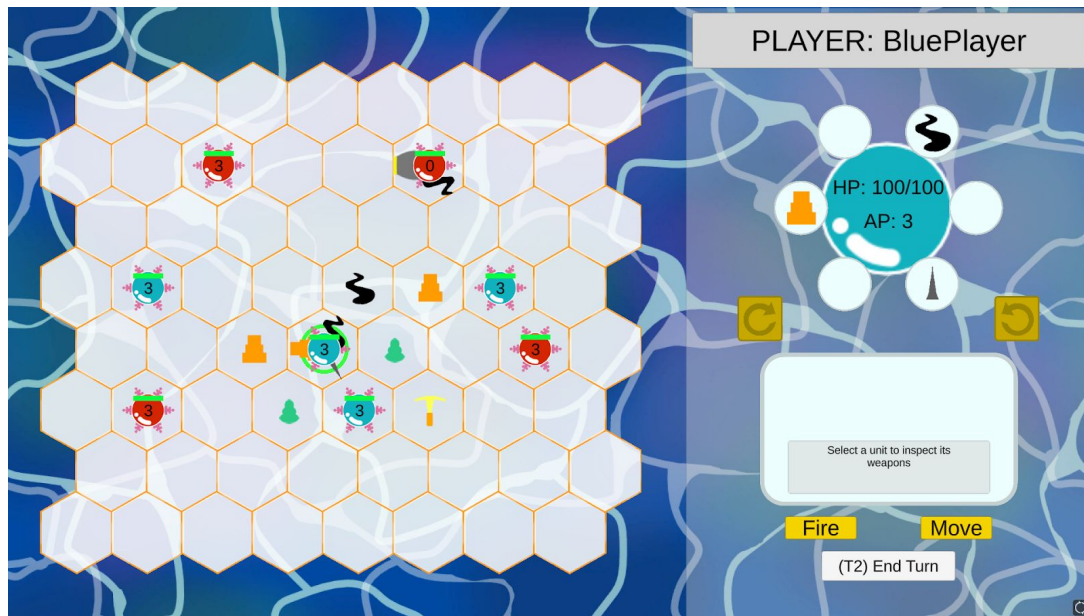 PLAYER: BluePlayer
3
0
HP: 100/100
AP: 3
3
3
3
3
3
3
Select a unit to inspect its
weapons
Fire
Move
(T2) End Turn